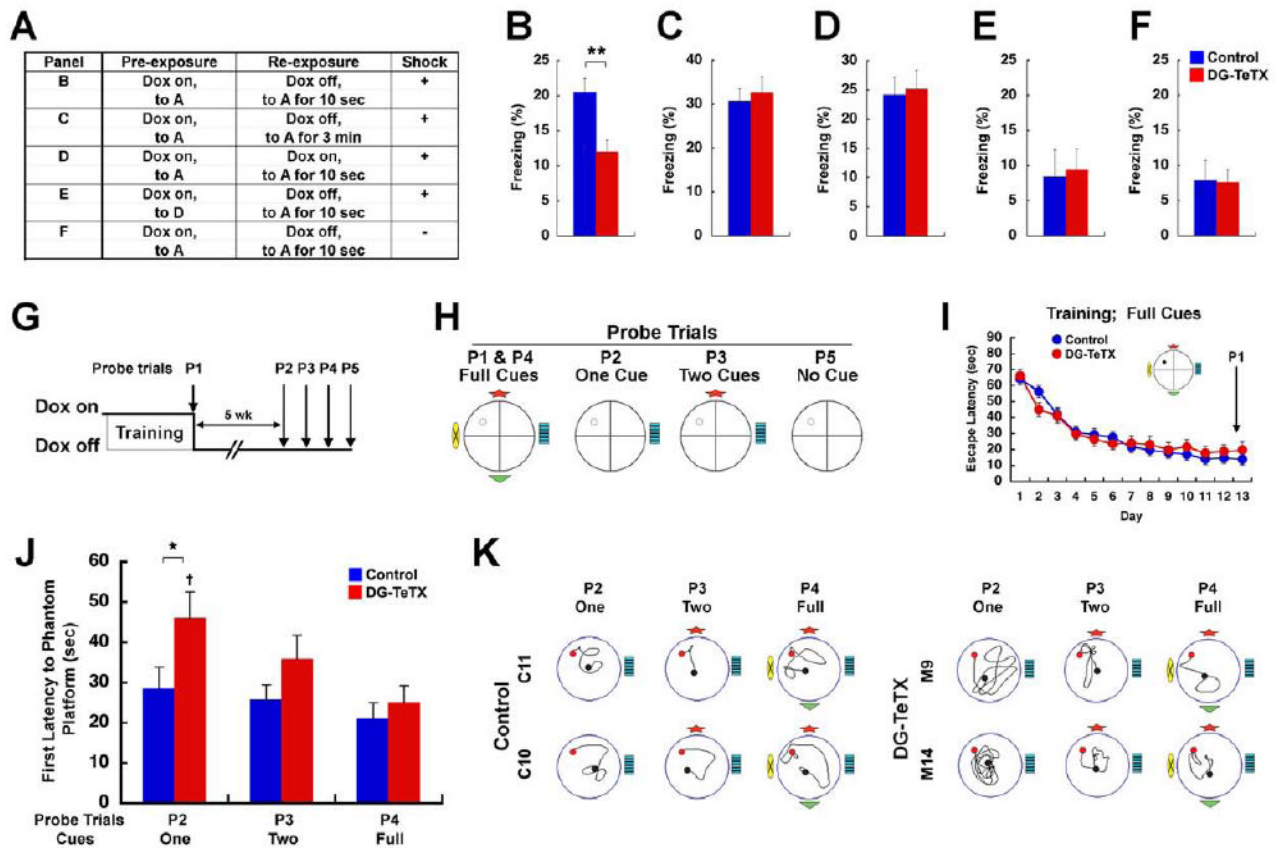 A
Panel Pre-exposure Re-exposure Shock
B Dox on, Dox off, +
to A to A for 10 sec
C Dox on, Dox off, +
to A to A for 3 min
D Dox on, Dox on, +
to A to A for 10 sec
E Dox on, Dox off, +
to D to A for 10 sec
F Dox on, Dox off, -
to A to A for 10 sec
B
**
Freezing (%)
25
20
15
10
5
0
C
Freezing (%)
40
30
20
10
0
D
Freezing (%)
30
25
20
15
10
5
0
E
Freezing (%)
25
20
15
10
5
0
F
Control
DG-TeTX
Freezing (%)
25
20
15
10
5
0
G
Probe trials P1 P2 P3 P4 P5
Dox on
5 wk
Training
Dox off
H
Probe Trials
P1 & P4 P2 P3 P5
Full Cues One Cue Two Cues No Cue
I
Training; Full Cues
Control
DG-TeTX
P1
Escape Latency (sec)
90
80
70
60
50
40
30
20
10
0
1 2 3 4 5 6 7 8 9 10 11 12 13
Day
J
* †
Control
DG-TeTX
First Latency to Phantom
Platform (sec)
60
50
40
30
20
10
0
Probe Trials P2 P3 P4
Cues One Two Full
K
P2 P3 P4
One Two Full
Control
C11
C10
P2 P3 P4
One Two Full
DG-TeTX
M9
M14